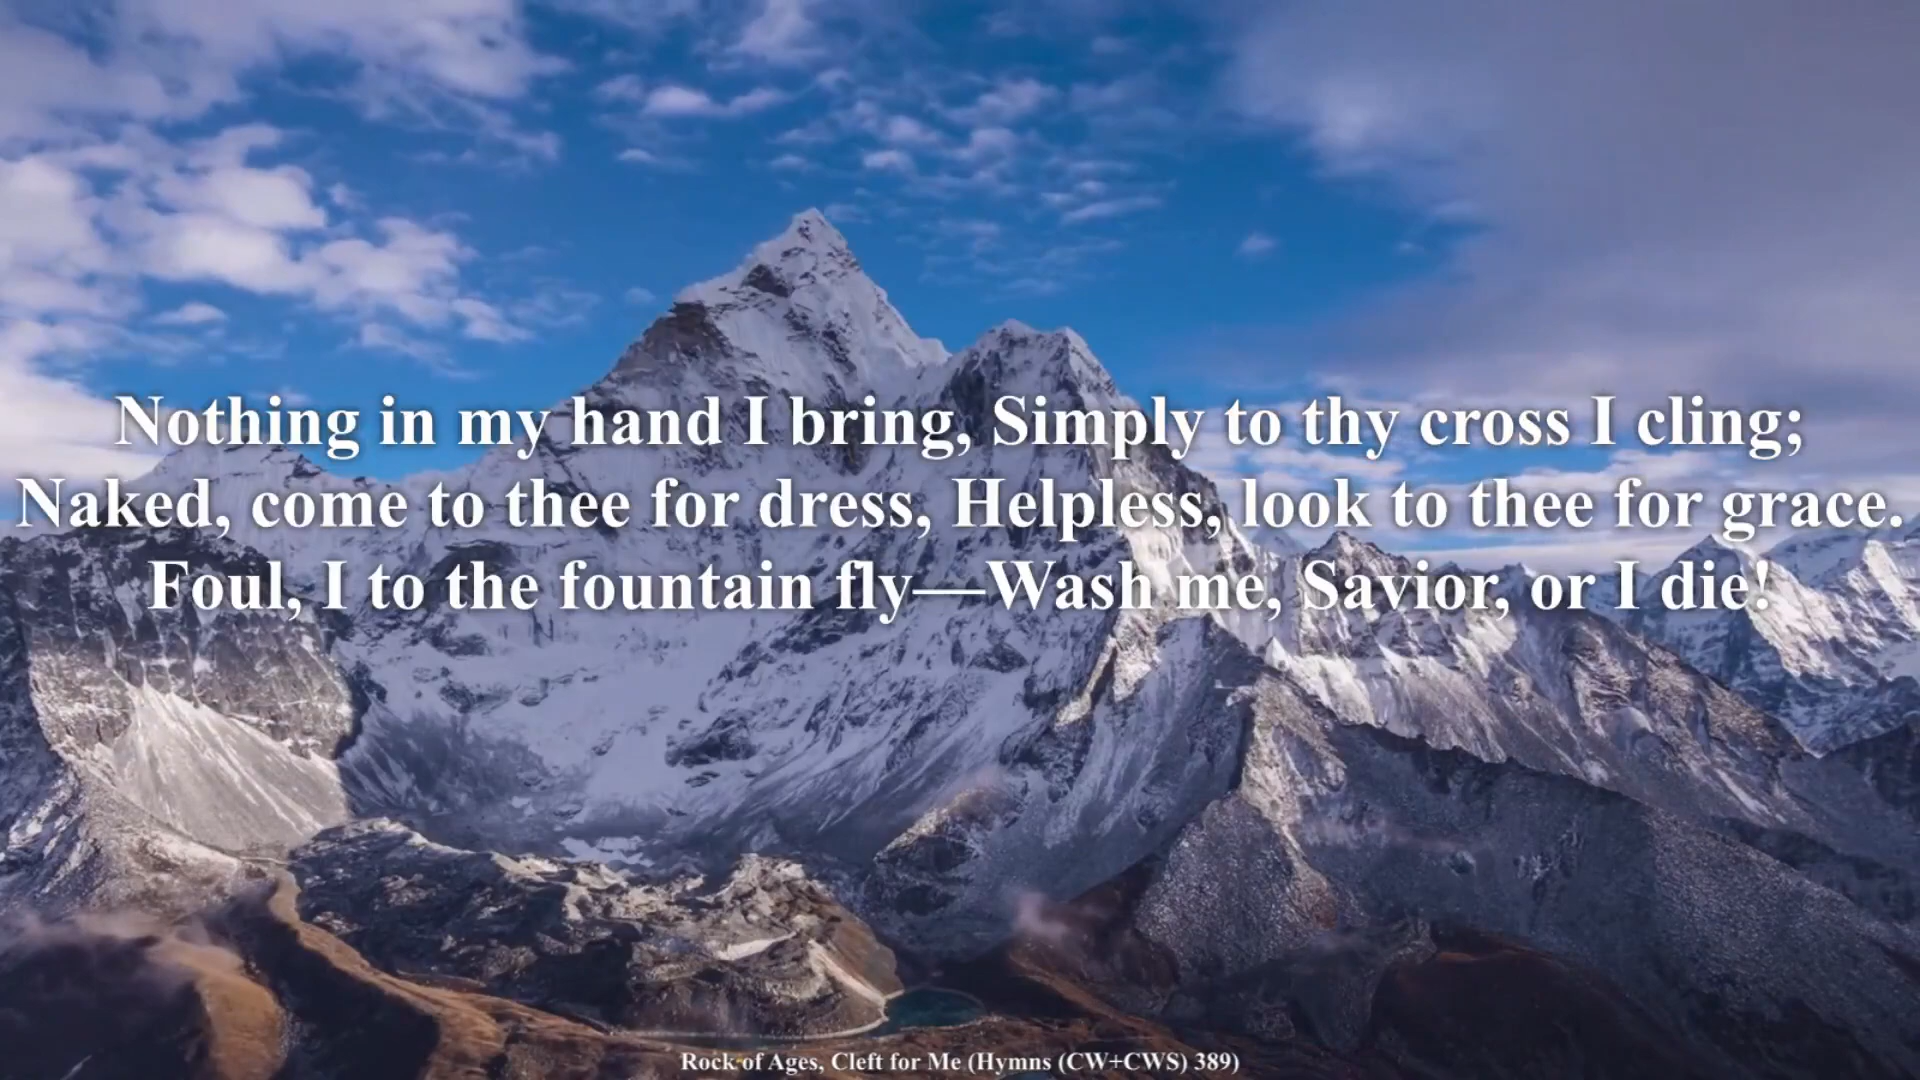 Nothing in my hand I bring, Simply to thy cross I cling;
Naked, come to thee for dress, Helpless, look to thee for grace.
Foul, I to the fountain fly—Wash me, Savior, or I die!
Rock of Ages, Cleft for Me (Hymns (CW+CWS) 389)